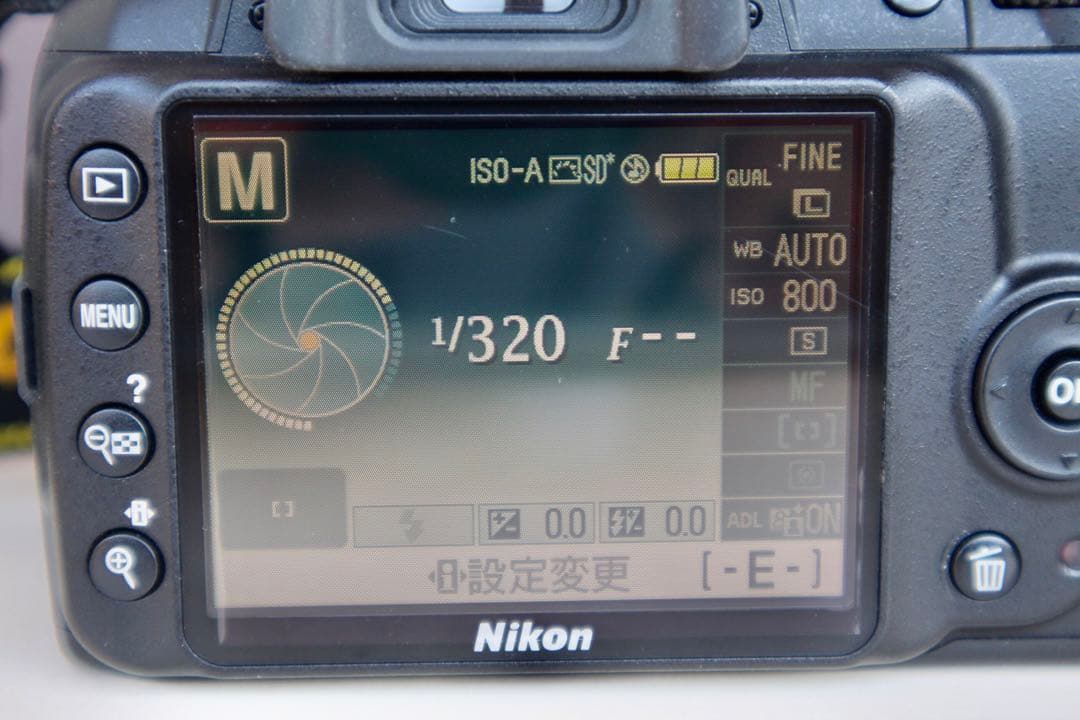 M
ISO-A SD*
QUAL FINE
L
WB AUTO
ISO 800
S
MF
MENU
?
1/320 F--
OK
0.0 0.0
ADL ON
i設定変更 [-E-]
Nikon